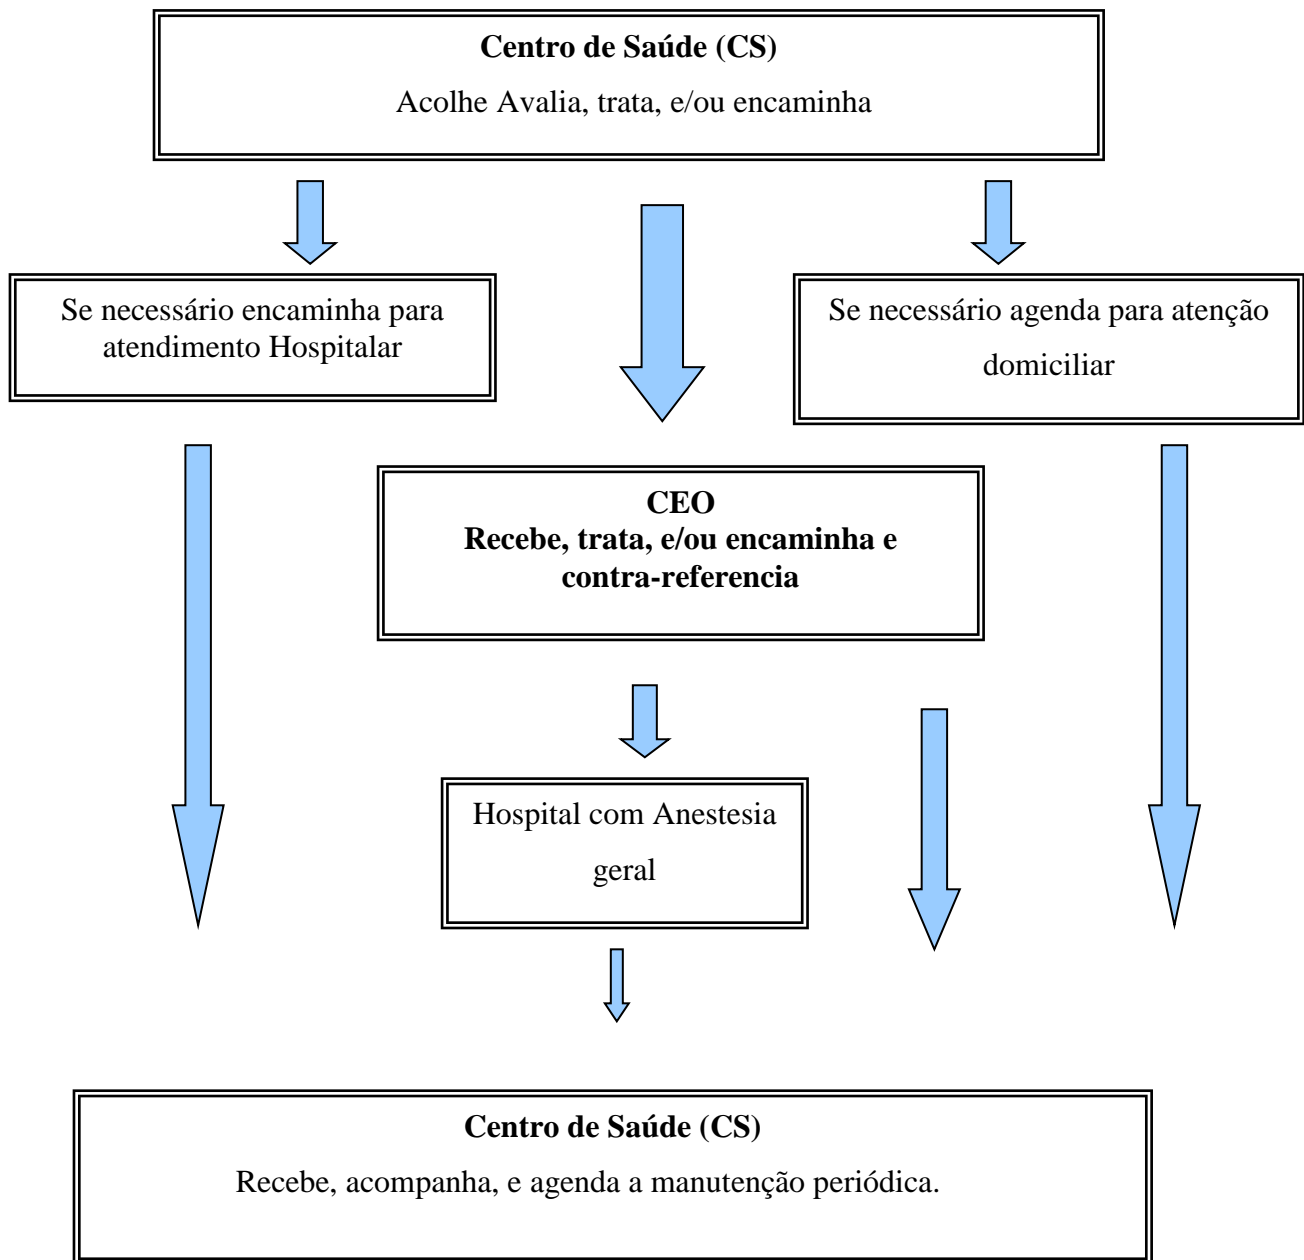 Centro de Saúde (CS)
Acolhe Avalia, trata, e/ou encaminha
Se necessário encaminha para
atendimento Hospitalar
Se necessário agenda para atenção
domiciliar
CEO
Recebe, trata, e/ou encaminha e
contra-referencia
Hospital com Anestesia
geral
Centro de Saúde (CS)
Recebe, acompanha, e agenda a manutenção periódica.